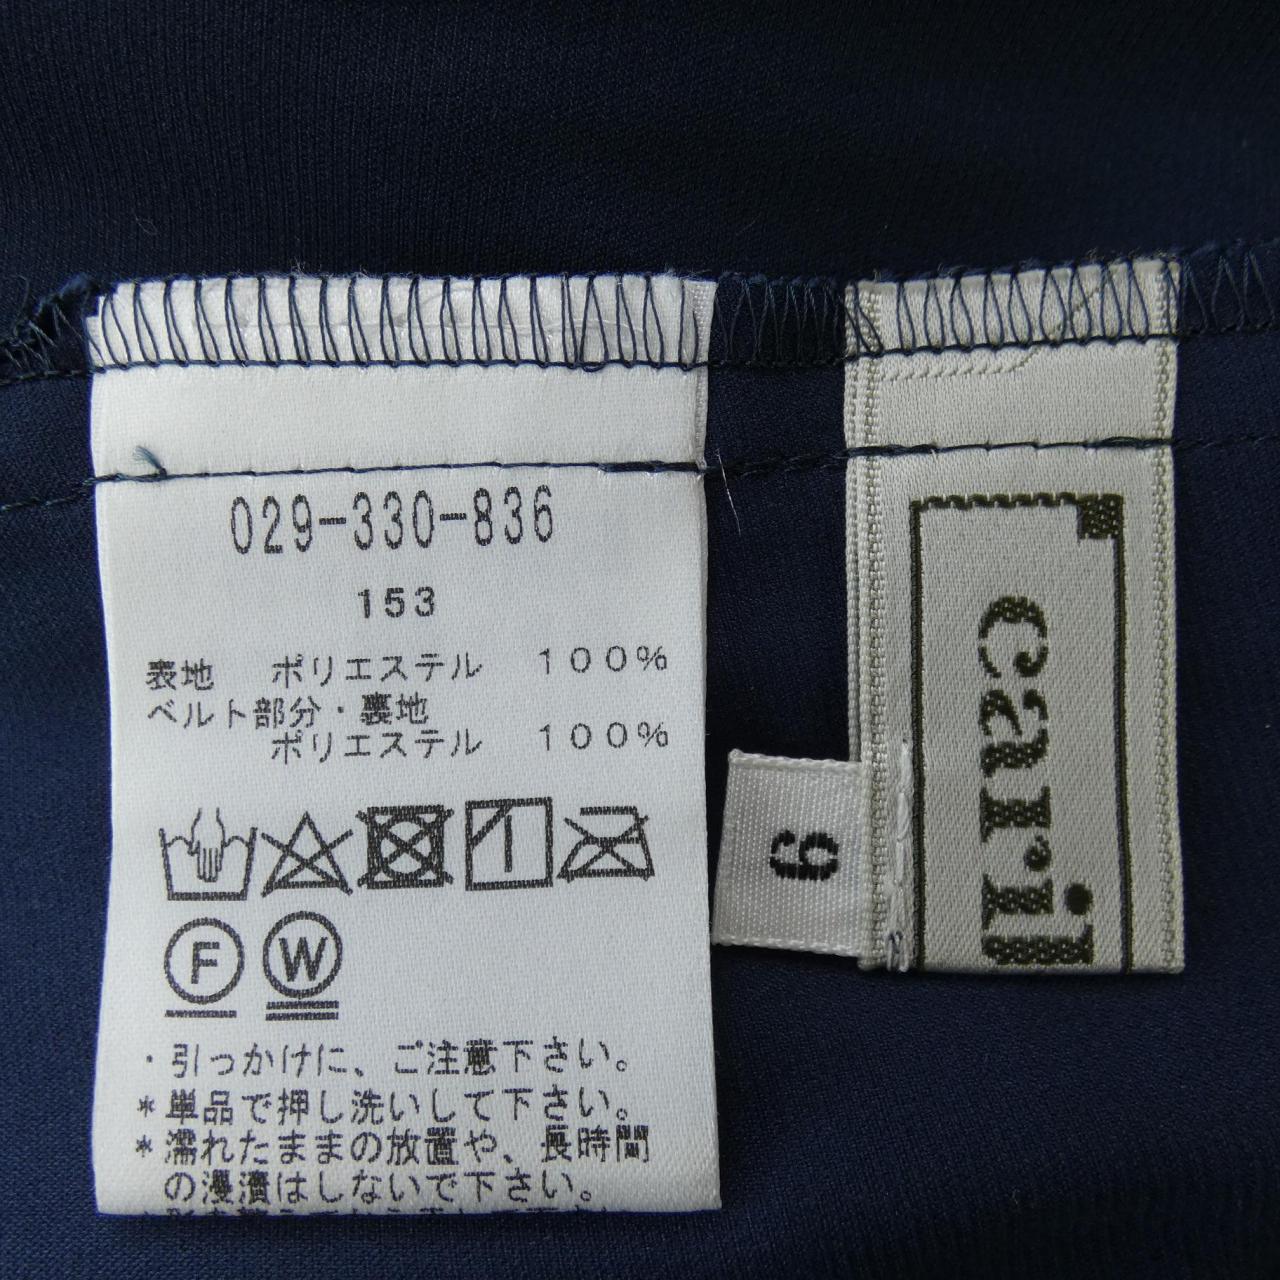 029-330-836
153
表地 ポリエステル 100%
ベルト部分・裏地
ポリエステル 100%
F W
・引っかけに、ご注意下さい。
*単品で押し洗いして下さい。
*濡れたままの放置や、長時間
の浸漬はしないで下さい。
9